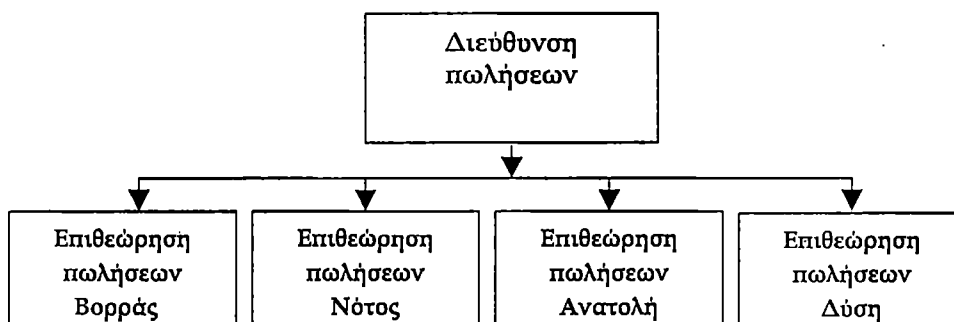 Διεύθυνση
πωλήσεων
Επιθεώρηση
πωλήσεων
Βορράς
Επιθεώρηση
πωλήσεων
Νότος
Επιθεώρηση
πωλήσεων
Ανατολή
Επιθεώρηση
πωλήσεων
Δύση